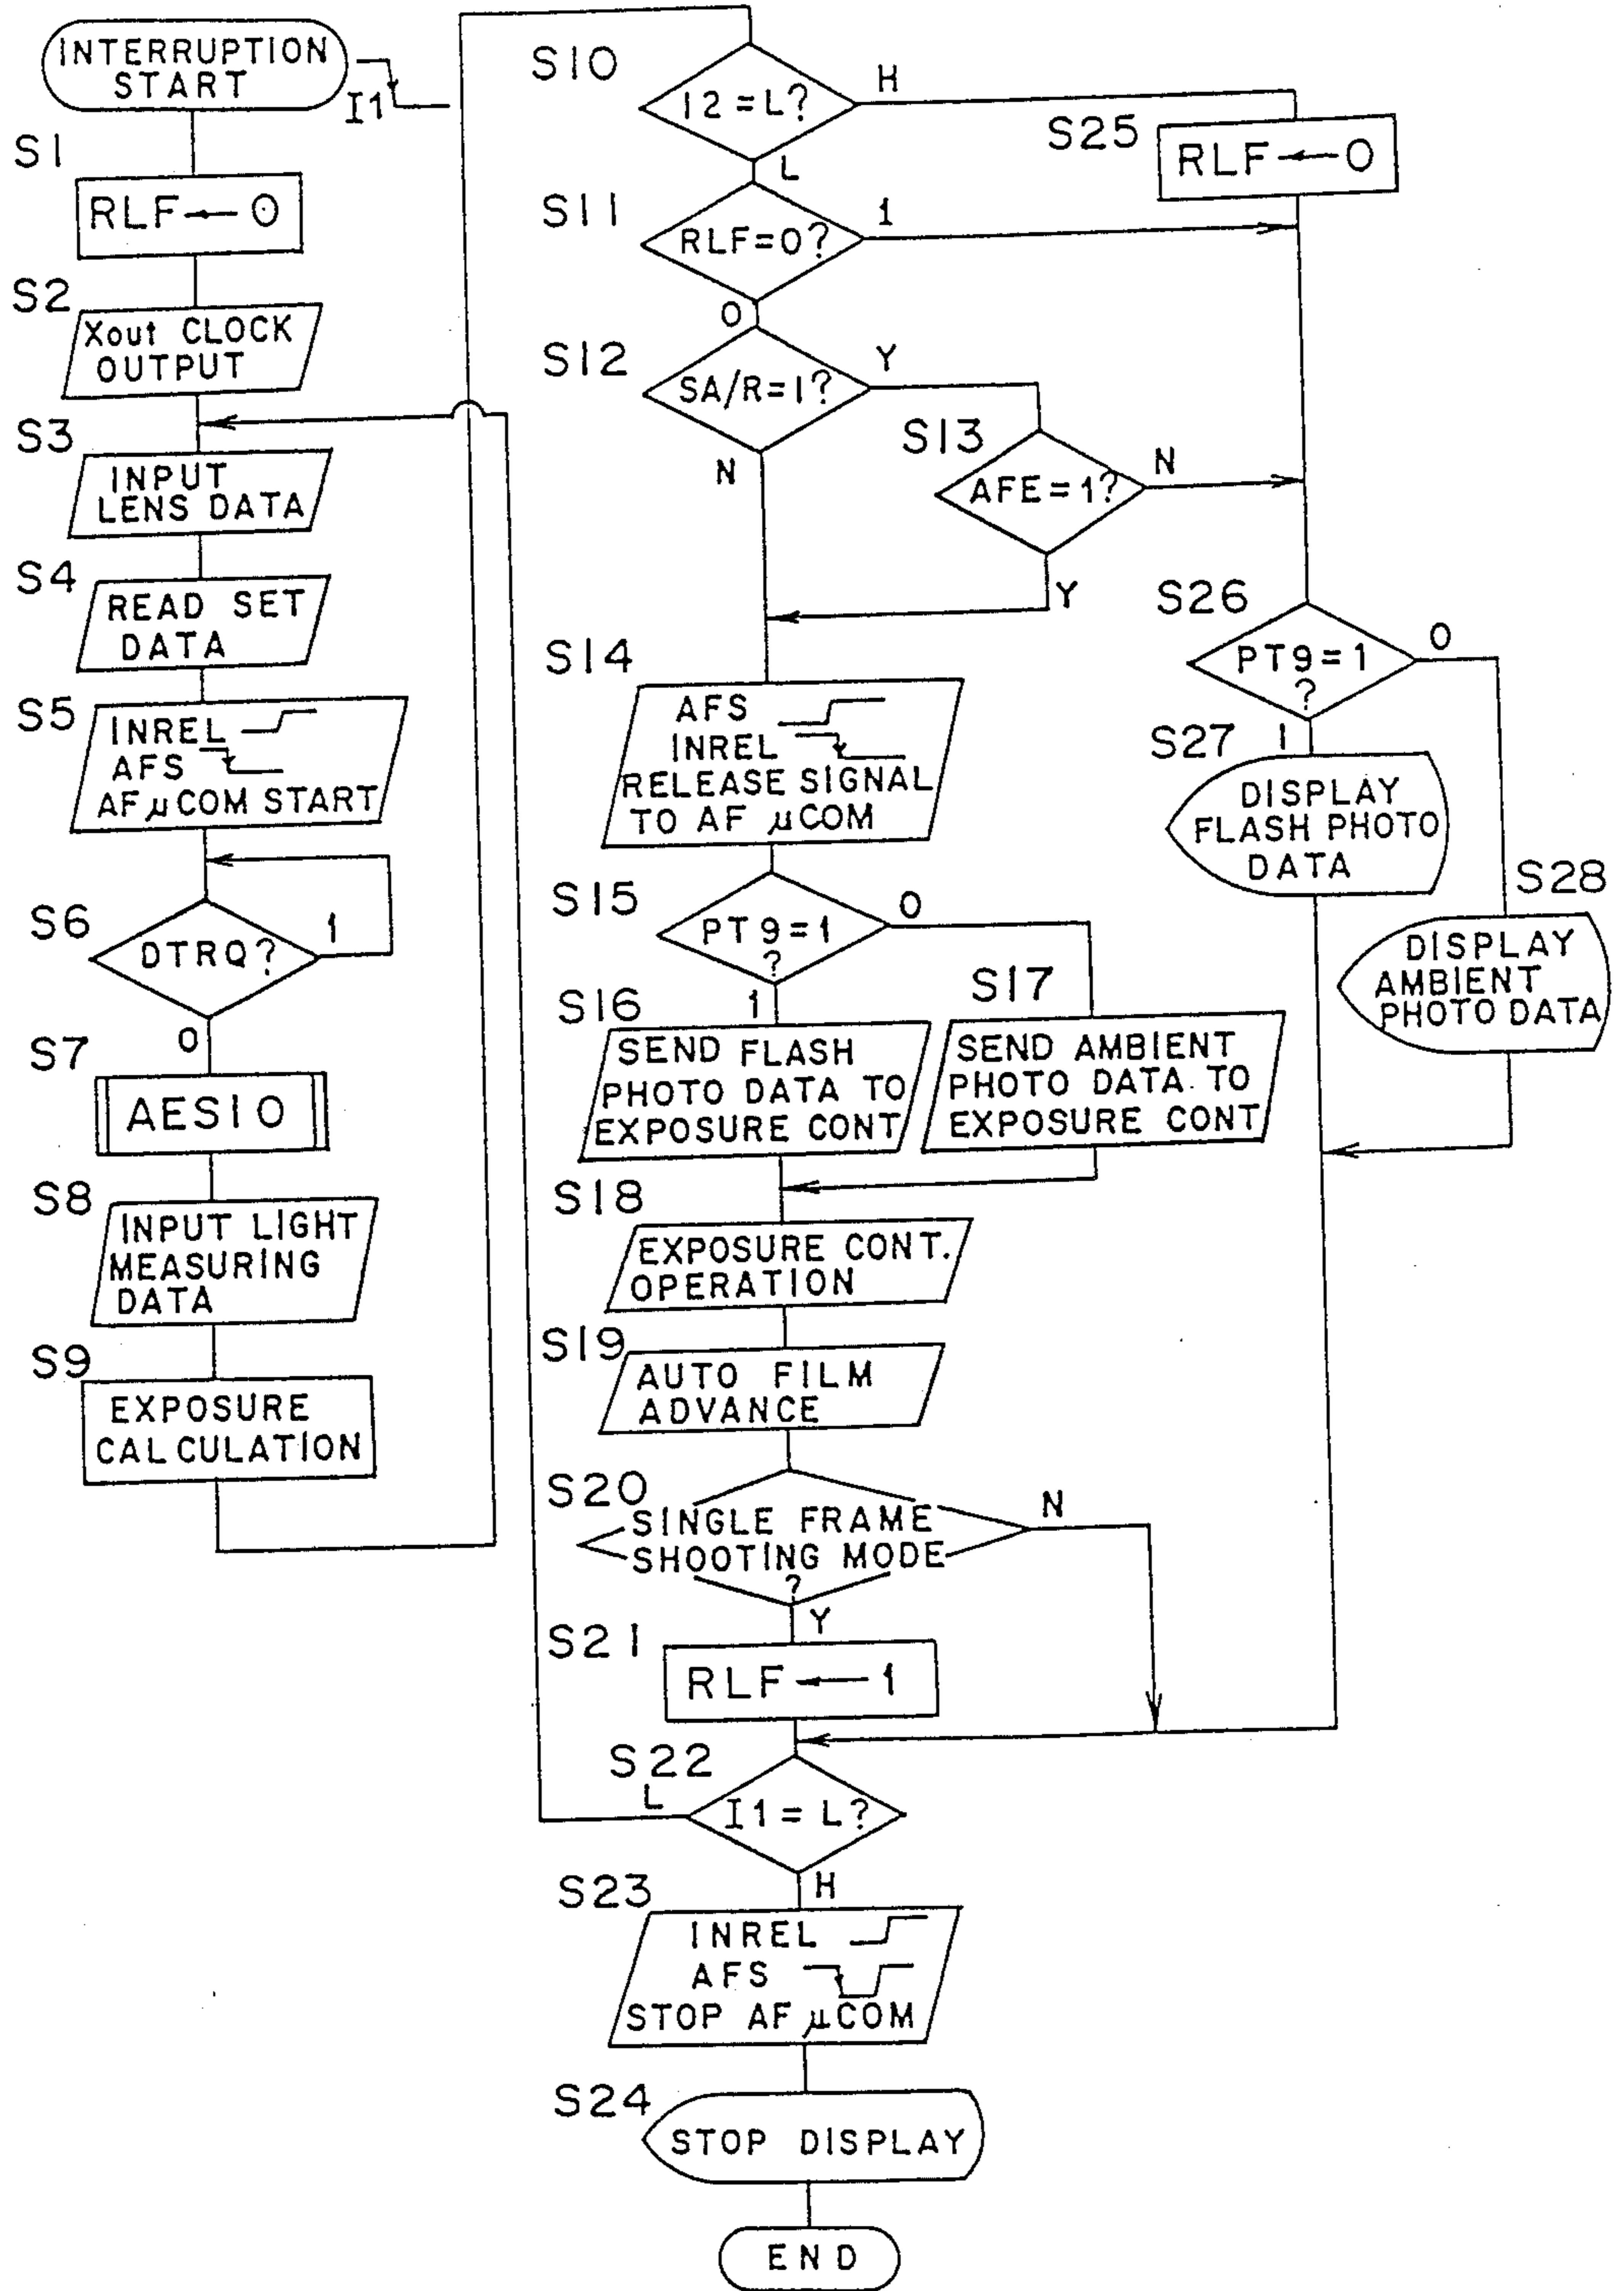 INTERRUPTION
START
I1
S1
RLF ← 0
S2
Xout CLOCK
OUTPUT
S3
INPUT
LENS DATA
S4
READ SET
DATA
S5
INREL
AFS
AF μCOM START
S6
DTRQ?
1
0
S7
AESIO
S8
INPUT LIGHT
MEASURING
DATA
S9
EXPOSURE
CALCULATION
S10
I2=L?
H
L
S11
RLF=0?
1
0
S12
SA/R=1?
Y
N
S13
AFE=1?
N
Y
S14
AFS
INREL
RELEASE SIGNAL
TO AF μCOM
S15
PT9=1
?
0
1
S16
SEND FLASH
PHOTO DATA TO
EXPOSURE CONT
S17
SEND AMBIENT
PHOTO DATA TO
EXPOSURE CONT
S18
EXPOSURE CONT.
OPERATION
S19
AUTO FILM
ADVANCE
S20
SINGLE FRAME
SHOOTING MODE
?
N
Y
S21
RLF ← 1
S22
L
I1=L?
H
S23
INREL
AFS
STOP AF μCOM
S24
STOP DISPLAY
END
S25
RLF ← 0
S26
PT9=1
?
0
1
S27
DISPLAY
FLASH PHOTO
DATA
S28
DISPLAY
AMBIENT
PHOTO DATA